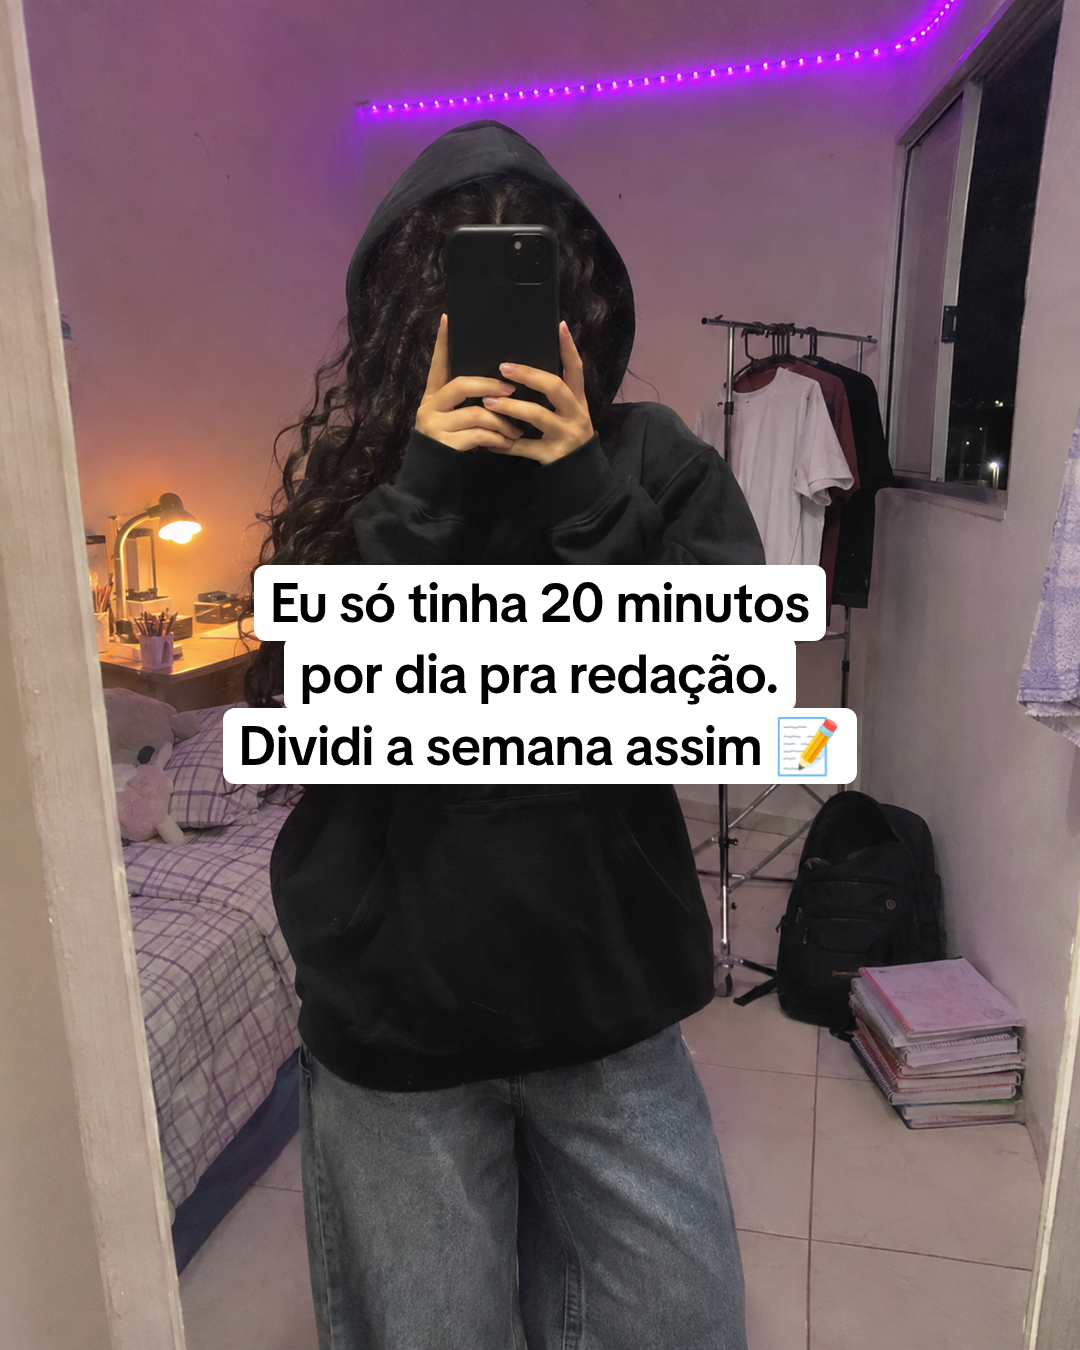 Eu só tinha 20 minutos
por dia pra redação.
Dividi a semana assim 📝